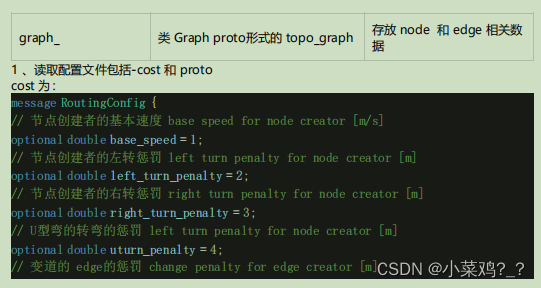 graph_
类 Graph proto形式的 topo_graph
存放 node 和 edge 相关数
据
1 、读取配置文件包括-cost 和 proto
cost 为：
message RoutingConfig {
// 节点创建者的基本速度 base speed for node creator [m/s]
optional double base_speed = 1;
// 节点创建者的左转惩罚 left turn penalty for node creator [m]
optional double left_turn_penalty = 2;
// 节点创建者的右转惩罚 right turn penalty for node creator [m]
optional double right_turn_penalty = 3;
// U型弯的转弯的惩罚 left turn penalty for node creator [m]
optional double uturn_penalty = 4;
// 变道的 edge的惩罚 change penalty for edge creator [m]
CSDN @小菜鸡?_?